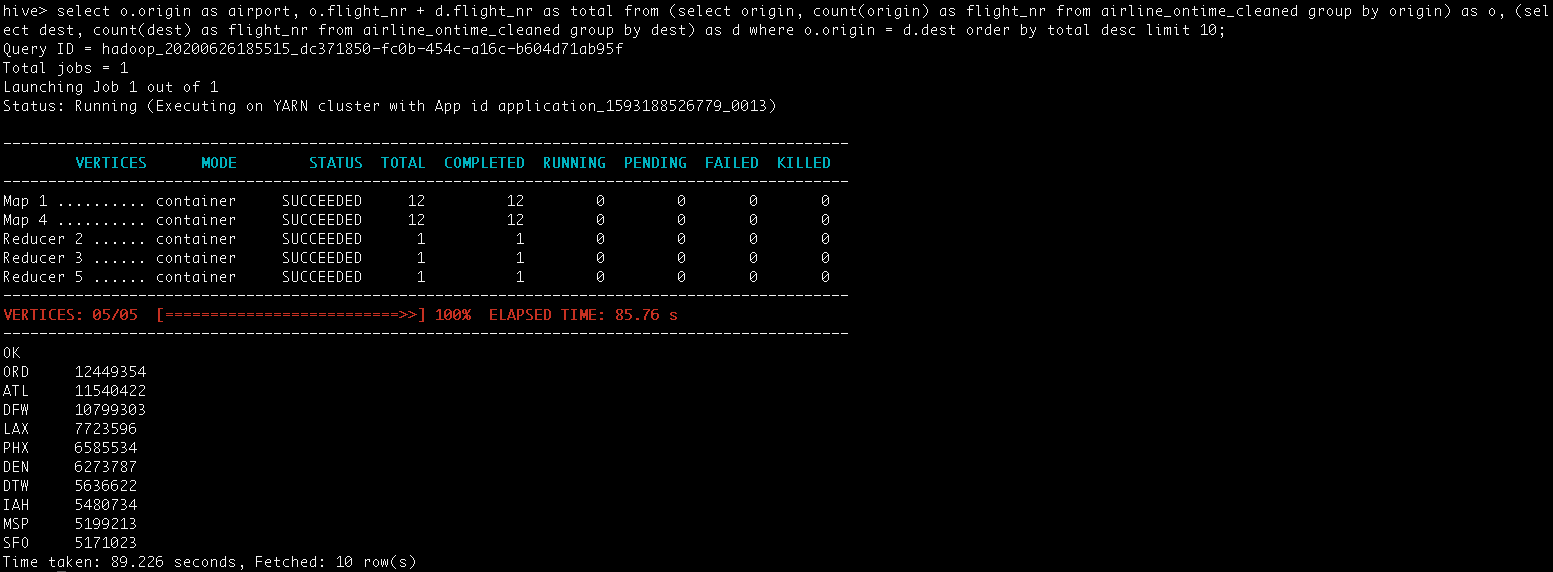 hive> select o.origin as airport, o.flight_nr + d.flight_nr as total from (select origin, count(origin) as flight_nr from airline_ontime_cleaned group by origin) as o, (sel
ect dest, count(dest) as flight_nr from airline_ontime_cleaned group by dest) as d where o.origin = d.dest order by total desc limit 10;
Query ID = hadoop_20200626185515_dc371850-fc0b-454c-a16c-b604d71ab95f
Total jobs = 1
Launching Job 1 out of 1
Status: Running (Executing on YARN cluster with App id application_1593188526779_0013)
----------------------------------------------------------------------------------------------
        VERTICES      MODE        STATUS  TOTAL  COMPLETED  RUNNING  PENDING  FAILED  KILLED
----------------------------------------------------------------------------------------------
Map 1 .......... container     SUCCEEDED     12         12        0        0       0       0
Map 4 .......... container     SUCCEEDED     12         12        0        0       0       0
Reducer 2 ...... container     SUCCEEDED      1          1        0        0       0       0
Reducer 3 ...... container     SUCCEEDED      1          1        0        0       0       0
Reducer 5 ...... container     SUCCEEDED      1          1        0        0       0       0
----------------------------------------------------------------------------------------------
VERTICES: 05/05  [==========================>>] 100%  ELAPSED TIME: 85.76 s
----------------------------------------------------------------------------------------------
OK
ORD     12449354
ATL     11540422
DFW     10799303
LAX     7723596
PHX     6585534
DEN     6273787
DTW     5636622
IAH     5480734
MSP     5199213
SFO     5171023
Time taken: 89.226 seconds, Fetched: 10 row(s)